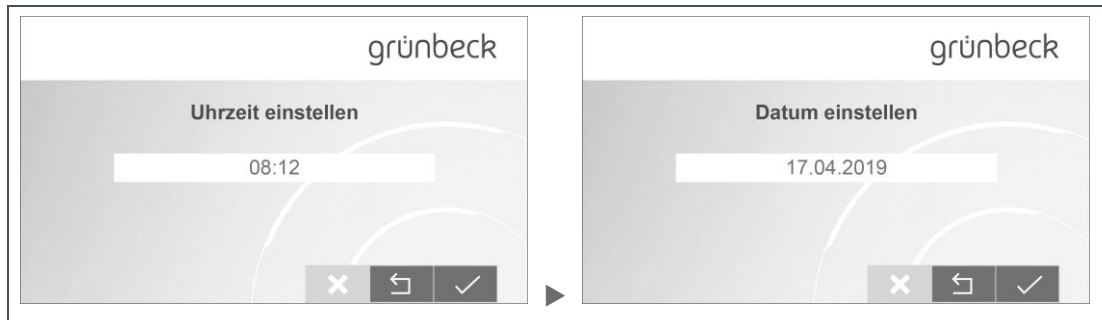 grünbeck
Uhrzeit einstellen
08:12
grünbeck
Datum einstellen
17.04.2019